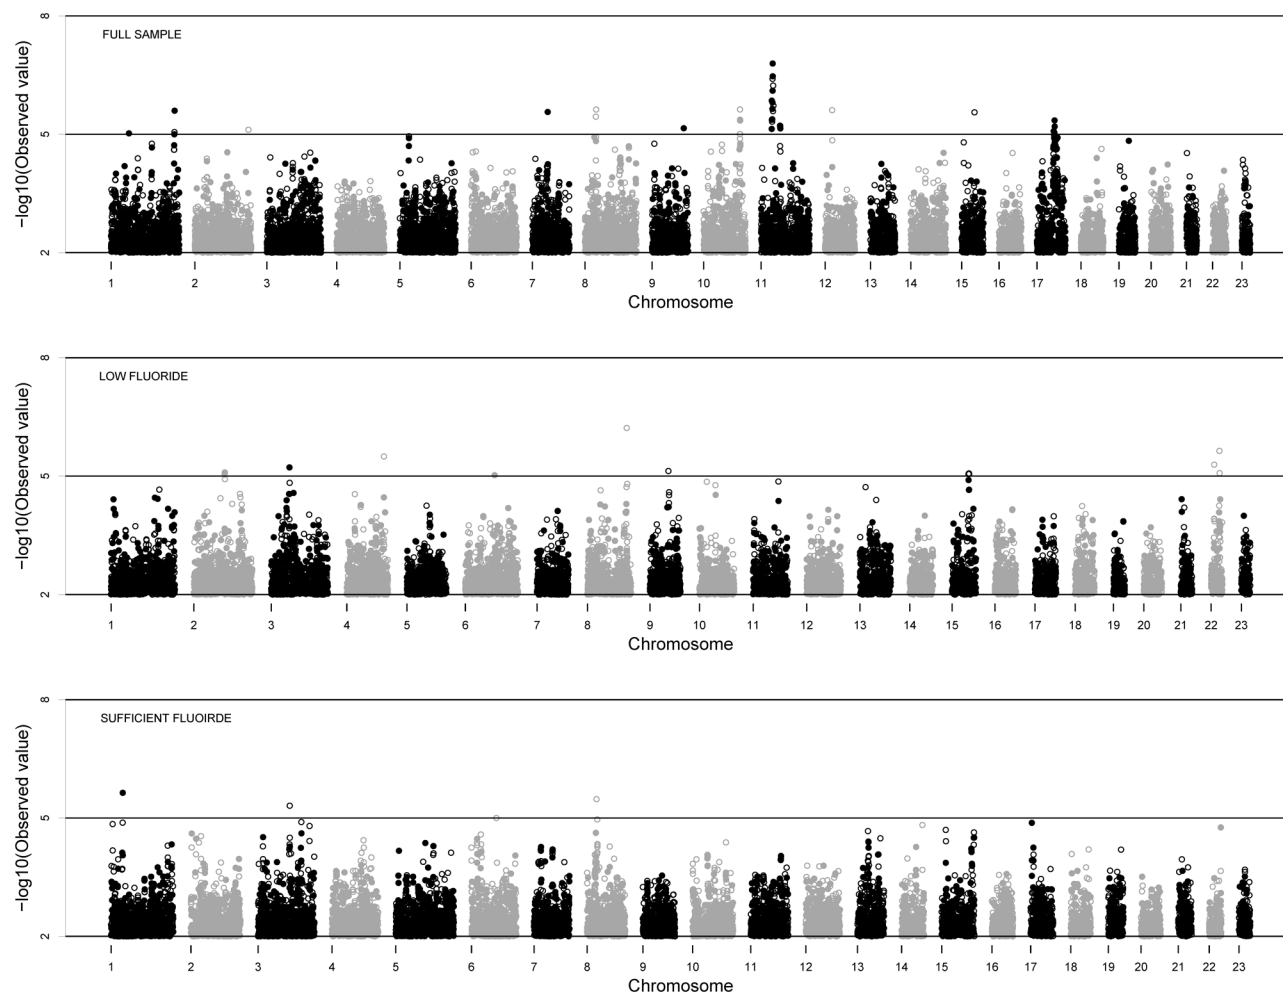 FULL SAMPLE
−log10(Observed value)
8
5
2
1 2 3 4 5 6 7 8 9 10 11 12 13 14 15 16 17 18 19 20 21 22 23
Chromosome
LOW FLUORIDE
−log10(Observed value)
8
5
2
1 2 3 4 5 6 7 8 9 10 11 12 13 14 15 16 17 18 19 20 21 22 23
Chromosome
SUFFICIENT FLUOIRDE
−log10(Observed value)
8
5
2
1 2 3 4 5 6 7 8 9 10 11 12 13 14 15 16 17 18 19 20 21 22 23
Chromosome